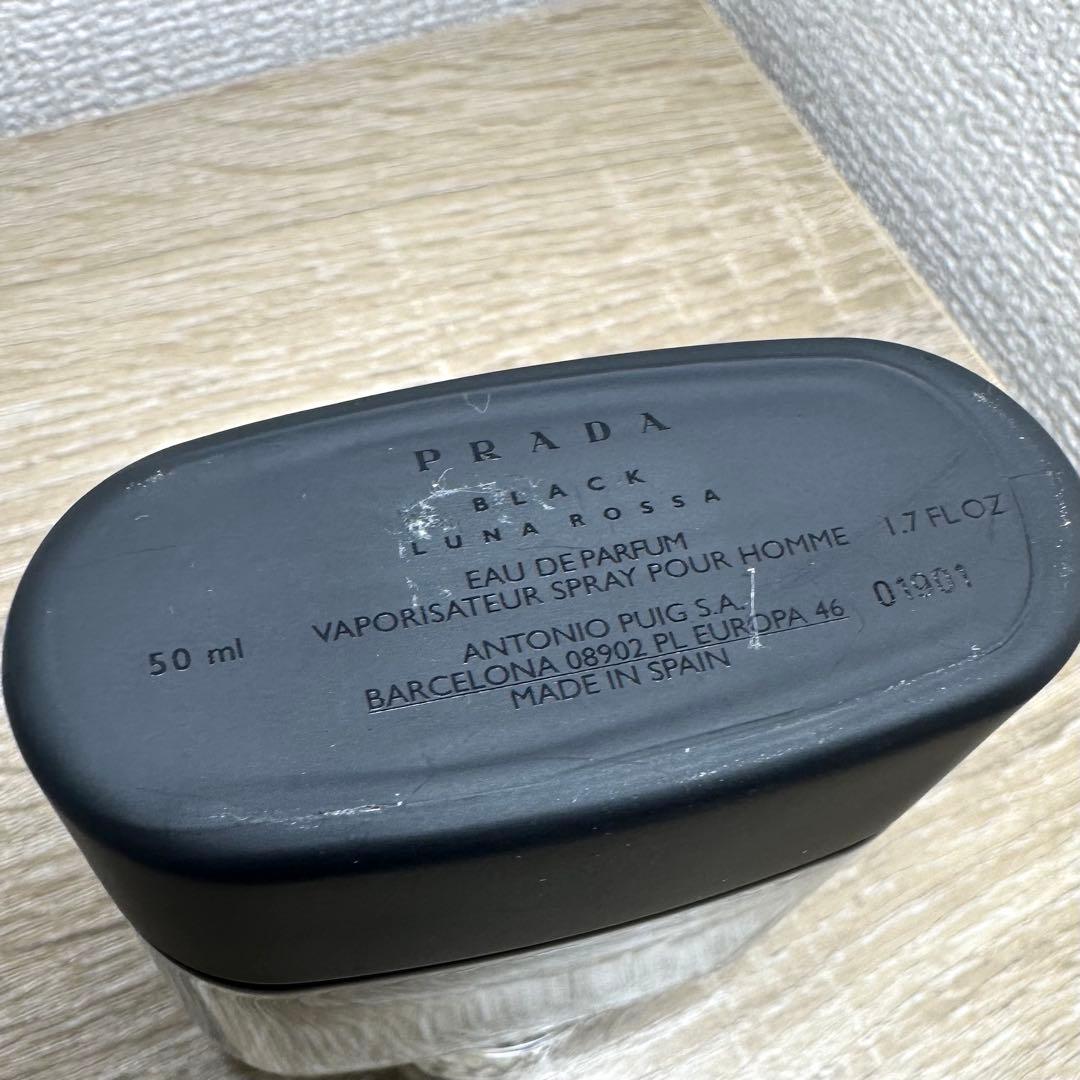 PRADA
BLACK
LUNA ROSSA
EAU DE PARFUM
VAPORISATEUR SPRAY POUR HOMME
50 ml
1.7 FL OZ
ANTONIO PUIG S.A.
BARCELONA 08902 PL EUROPA 46
01901
MADE IN SPAIN